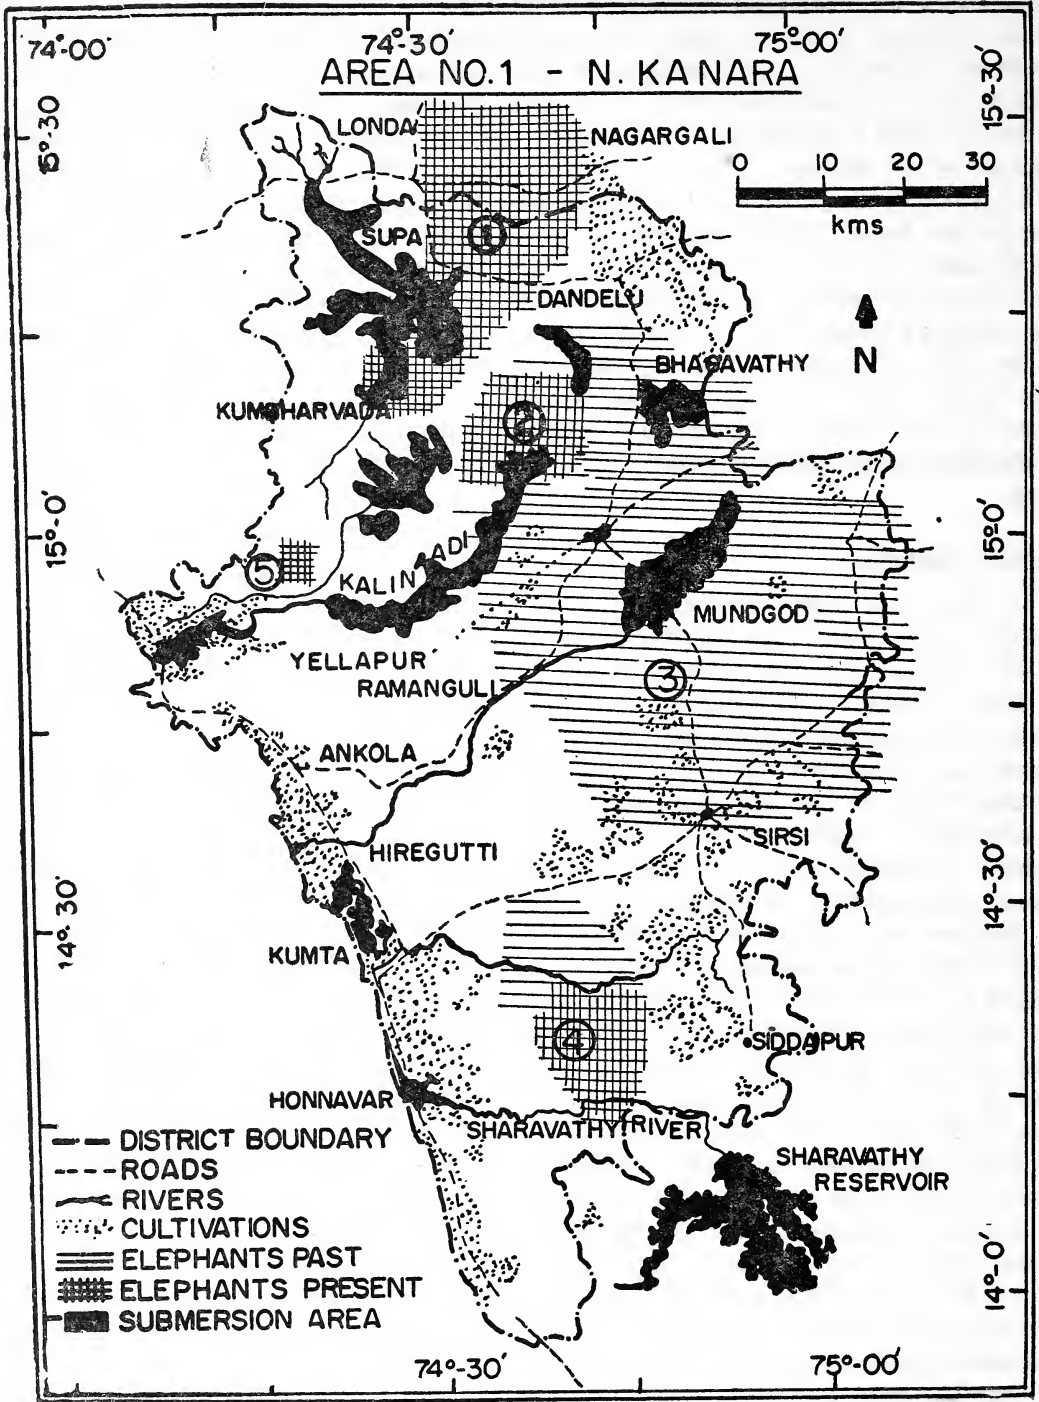 74°-00'
74°-30'
75°-00'
AREA NO.1 - N. KANARA
15°-30
15°-30'
LONDA
NAGARGALI
0 10 20 30
kms
SUPA
1
DANDELU
N
BHAGAVATHY
KUMBHARVADA
2
15°-0'
15°0'
KALINADI
5
MUNDGOD
YELLAPUR
RAMANGULI
3
ANKOLA
SIRSI
HIREGUTTI
14°30'
14°-30'
KUMTA
4
SIDDAPUR
HONNAVAR
SHARAVATHY RIVER
DISTRICT BOUNDARY
ROADS
RIVERS
CULTIVATIONS
ELEPHANTS PAST
ELEPHANTS PRESENT
SUBMERSION AREA
SHARAVATHY
RESERVOIR
14°-0'
74°-30'
75°-00'